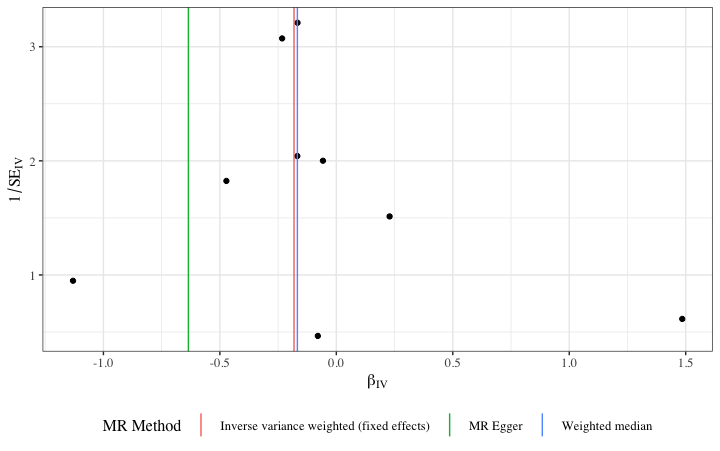 3
2
1
1/SE_IV
-1.0 -0.5 0.0 0.5 1.0 1.5
β_IV
MR Method Inverse variance weighted (fixed effects) MR Egger Weighted median